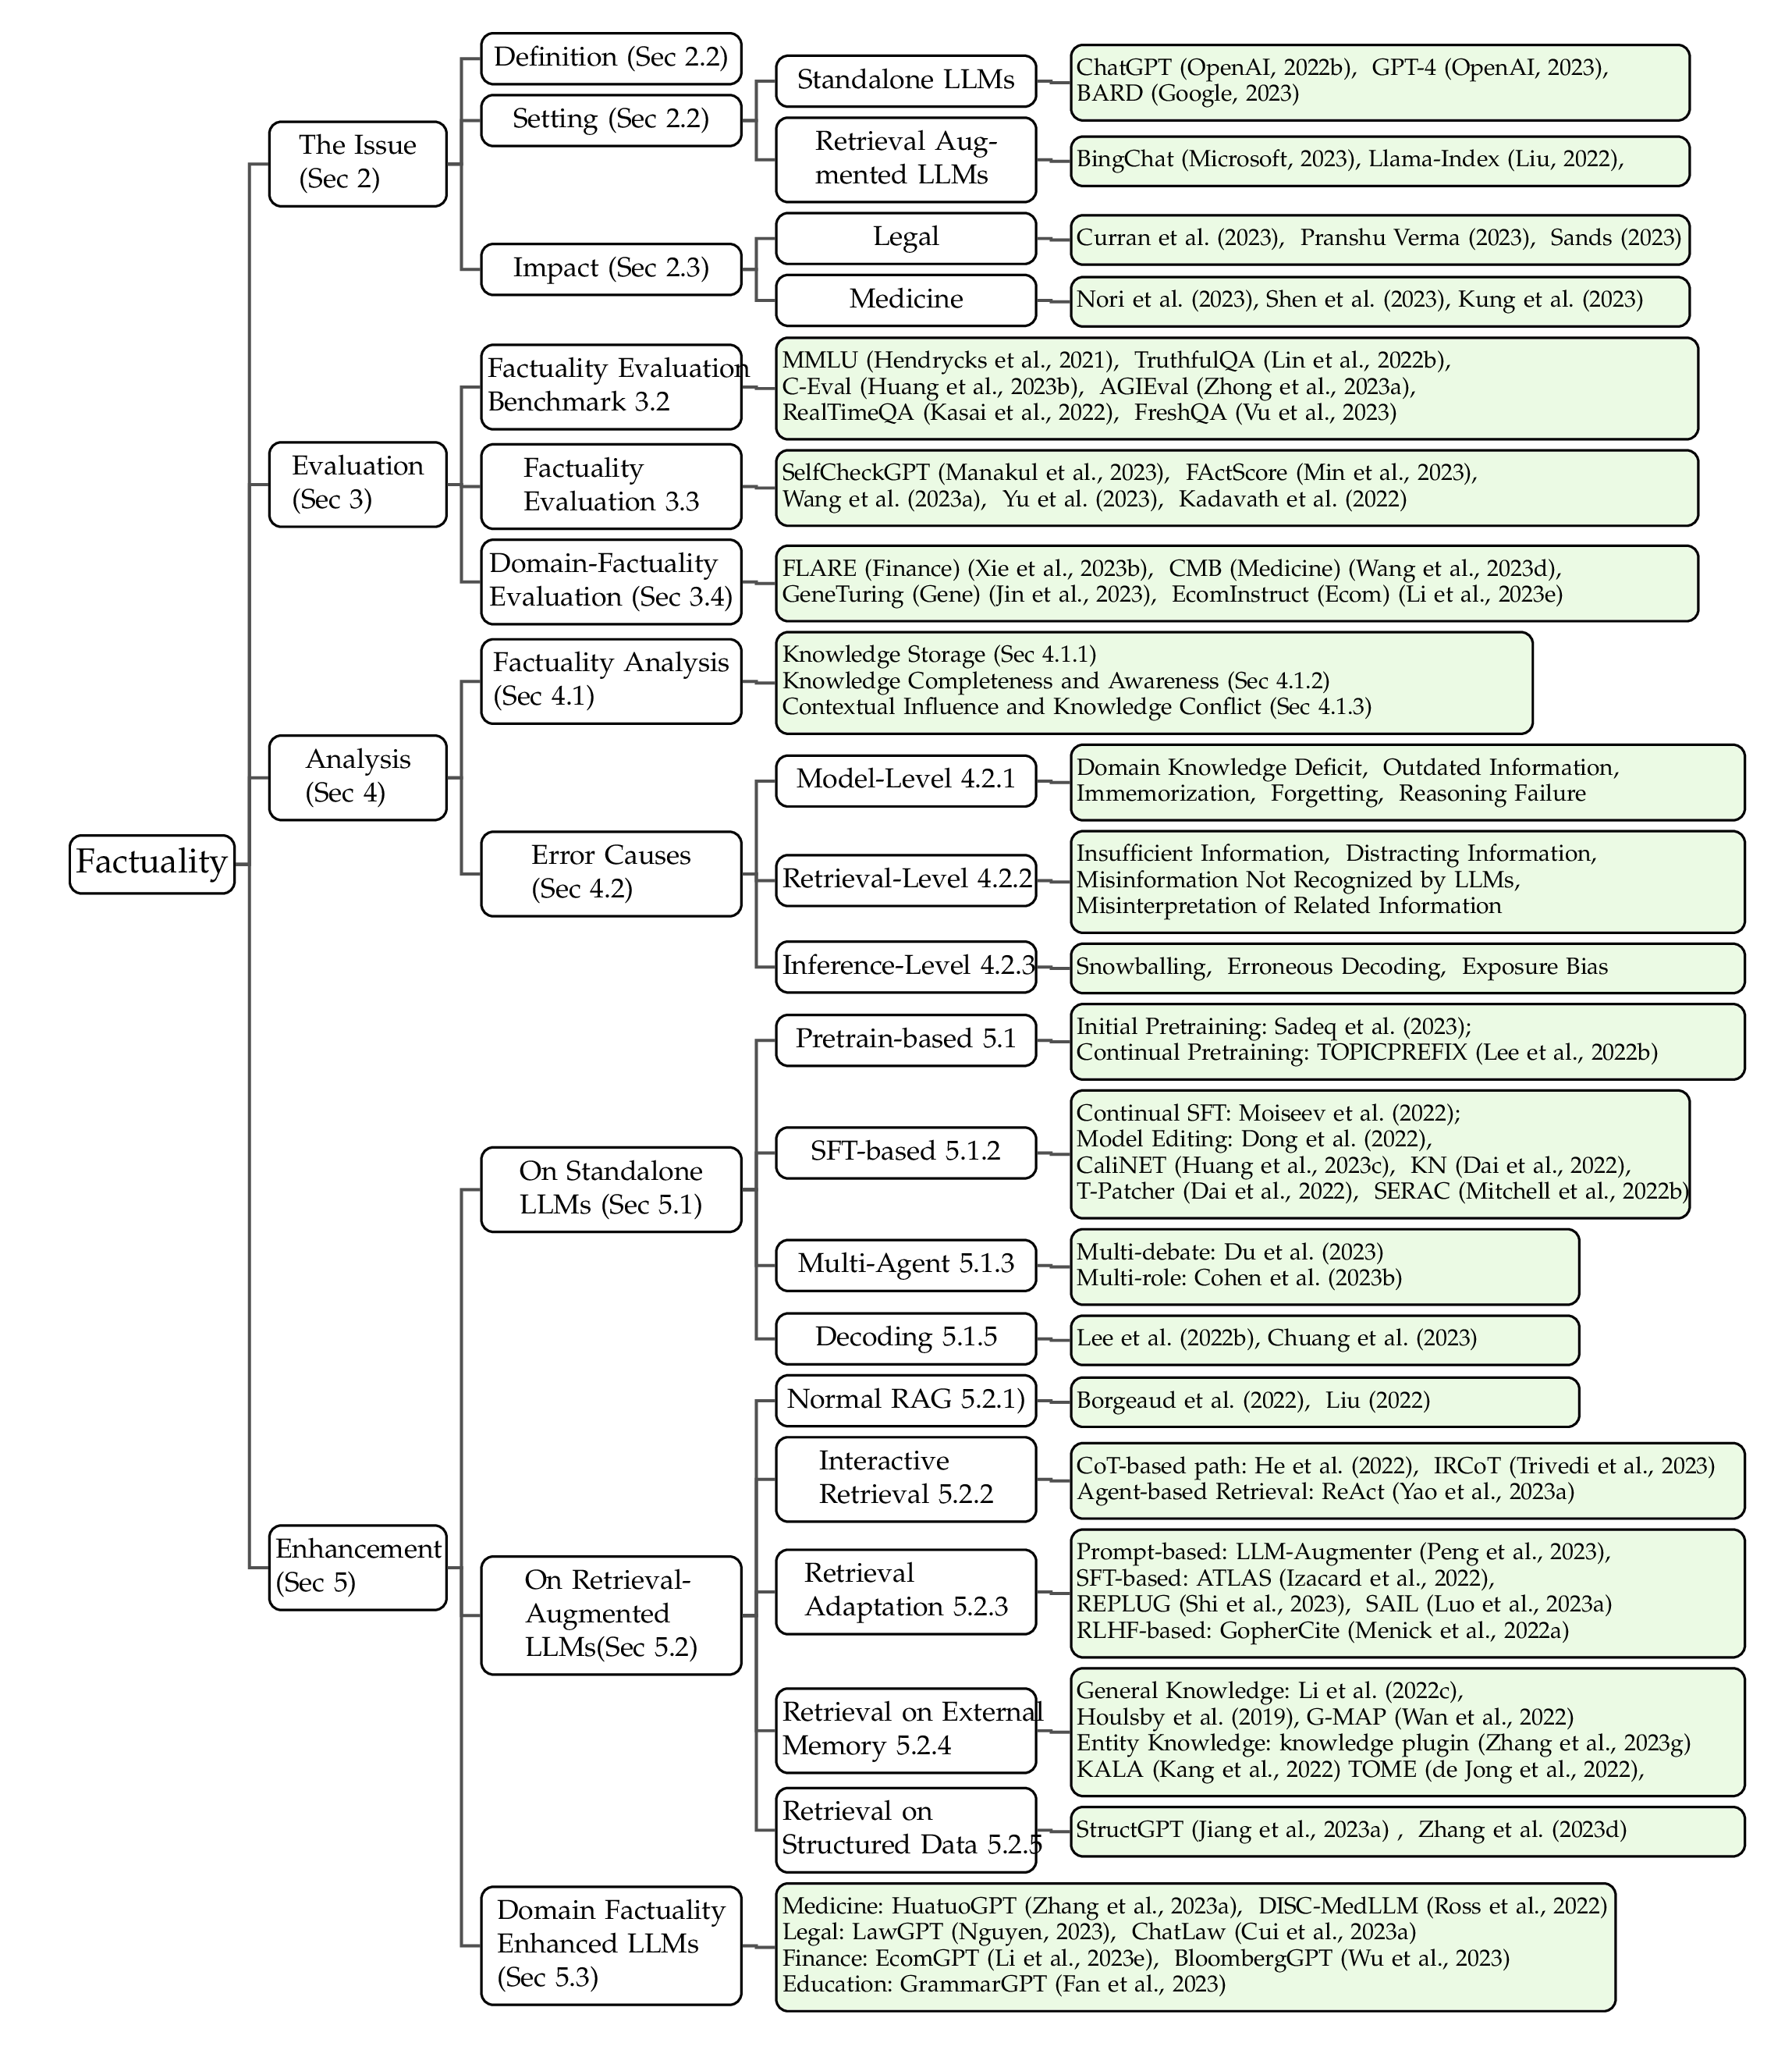 Factuality
The Issue
(Sec 2)
Definition (Sec 2.2)
Setting (Sec 2.2)
Standalone LLMs
ChatGPT (OpenAI, 2022b), GPT-4 (OpenAI, 2023),
BARD (Google, 2023)
Retrieval Aug-
mented LLMs
BingChat (Microsoft, 2023), Llama-Index (Liu, 2022),
Impact (Sec 2.3)
Legal
Curran et al. (2023), Pranshu Verma (2023), Sands (2023)
Medicine
Nori et al. (2023), Shen et al. (2023), Kung et al. (2023)
Evaluation
(Sec 3)
Factuality Evaluation
Benchmark 3.2
MMLU (Hendrycks et al., 2021), TruthfulQA (Lin et al., 2022b),
C-Eval (Huang et al., 2023b), AGIEval (Zhong et al., 2023a),
RealTimeQA (Kasai et al., 2022), FreshQA (Vu et al., 2023)
Factuality
Evaluation 3.3
SelfCheckGPT (Manakul et al., 2023), FActScore (Min et al., 2023),
Wang et al. (2023a), Yu et al. (2023), Kadavath et al. (2022)
Domain-Factuality
Evaluation (Sec 3.4)
FLARE (Finance) (Xie et al., 2023b), CMB (Medicine) (Wang et al., 2023d),
GeneTuring (Gene) (Jin et al., 2023), EcomInstruct (Ecom) (Li et al., 2023e)
Analysis
(Sec 4)
Factuality Analysis
(Sec 4.1)
Knowledge Storage (Sec 4.1.1)
Knowledge Completeness and Awareness (Sec 4.1.2)
Contextual Influence and Knowledge Conflict (Sec 4.1.3)
Error Causes
(Sec 4.2)
Model-Level 4.2.1
Domain Knowledge Deficit, Outdated Information,
Immemorization, Forgetting, Reasoning Failure
Retrieval-Level 4.2.2
Insufficient Information, Distracting Information,
Misinformation Not Recognized by LLMs,
Misinterpretation of Related Information
Inference-Level 4.2.3
Snowballing, Erroneous Decoding, Exposure Bias
Enhancement
(Sec 5)
On Standalone
LLMs (Sec 5.1)
Pretrain-based 5.1
Initial Pretraining: Sadeq et al. (2023);
Continual Pretraining: TOPICPREFIX (Lee et al., 2022b)
SFT-based 5.1.2
Continual SFT: Moiseev et al. (2022);
Model Editing: Dong et al. (2022),
CaliNET (Huang et al., 2023c), KN (Dai et al., 2022),
T-Patcher (Dai et al., 2022), SERAC (Mitchell et al., 2022b)
Multi-Agent 5.1.3
Multi-debate: Du et al. (2023)
Multi-role: Cohen et al. (2023b)
Decoding 5.1.5
Lee et al. (2022b), Chuang et al. (2023)
On Retrieval-
Augmented
LLMs(Sec 5.2)
Normal RAG 5.2.1)
Borgeaud et al. (2022), Liu (2022)
Interactive
Retrieval 5.2.2
CoT-based path: He et al. (2022), IRCoT (Trivedi et al., 2023)
Agent-based Retrieval: ReAct (Yao et al., 2023a)
Retrieval
Adaptation 5.2.3
Prompt-based: LLM-Augmenter (Peng et al., 2023),
SFT-based: ATLAS (Izacard et al., 2022),
REPLUG (Shi et al., 2023), SAIL (Luo et al., 2023a)
RLHF-based: GopherCite (Menick et al., 2022a)
Retrieval on External
Memory 5.2.4
General Knowledge: Li et al. (2022c),
Houlsby et al. (2019), G-MAP (Wan et al., 2022)
Entity Knowledge: knowledge plugin (Zhang et al., 2023g)
KALA (Kang et al., 2022) TOME (de Jong et al., 2022),
Retrieval on
Structured Data 5.2.5
StructGPT (Jiang et al., 2023a) , Zhang et al. (2023d)
Domain Factuality
Enhanced LLMs
(Sec 5.3)
Medicine: HuatuoGPT (Zhang et al., 2023a), DISC-MedLLM (Ross et al., 2022)
Legal: LawGPT (Nguyen, 2023), ChatLaw (Cui et al., 2023a)
Finance: EcomGPT (Li et al., 2023e), BloombergGPT (Wu et al., 2023)
Education: GrammarGPT (Fan et al., 2023)